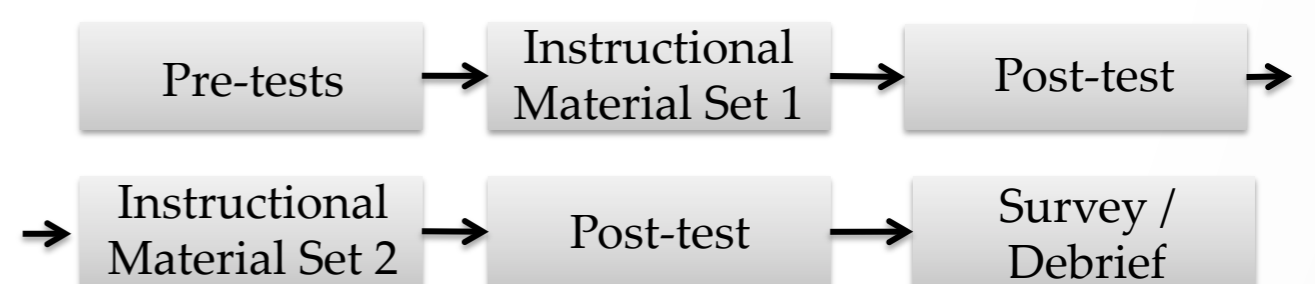 Pre-tests
Instructional
Material Set 1
Post-test
Instructional
Material Set 2
Post-test
Survey /
Debrief